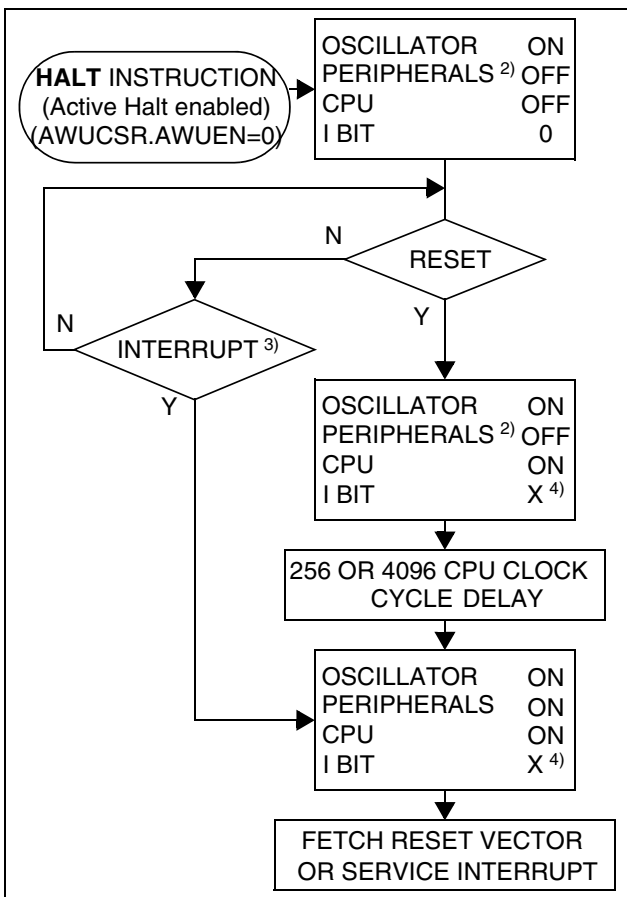 HALT INSTRUCTION
(Active Halt enabled)
(AWUCSR.AWUEN=0)
OSCILLATOR ON
PERIPHERALS 2) OFF
CPU OFF
I BIT 0
N
RESET
Y
N
INTERRUPT 3)
Y
OSCILLATOR ON
PERIPHERALS 2) OFF
CPU ON
I BIT X 4)
256 OR 4096 CPU CLOCK
CYCLE DELAY
OSCILLATOR ON
PERIPHERALS ON
CPU ON
I BIT X 4)
FETCH RESET VECTOR
OR SERVICE INTERRUPT